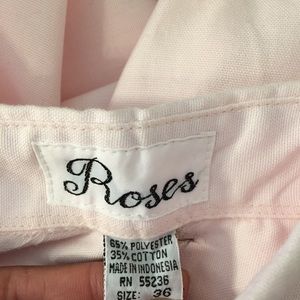 Roses
65% POLYESTER
35% COTTON
MADE IN INDONESIA
RN 55236
SIZE: 36